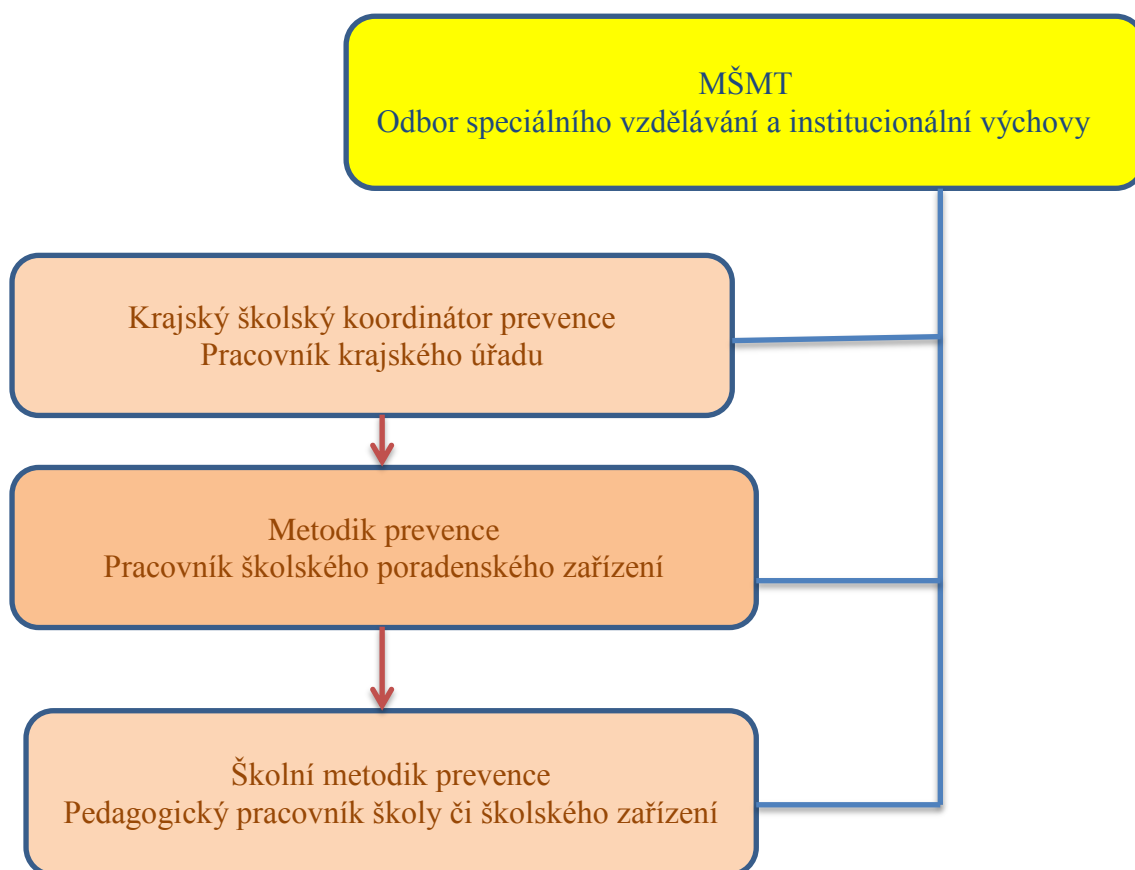 MŠMT
Odbor speciálního vzdělávání a institucionální výchovy
Krajský školský koordinátor prevence
Pracovník krajského úřadu
Metodik prevence
Pracovník školského poradenského zařízení
Školní metodik prevence
Pedagogický pracovník školy či školského zařízení